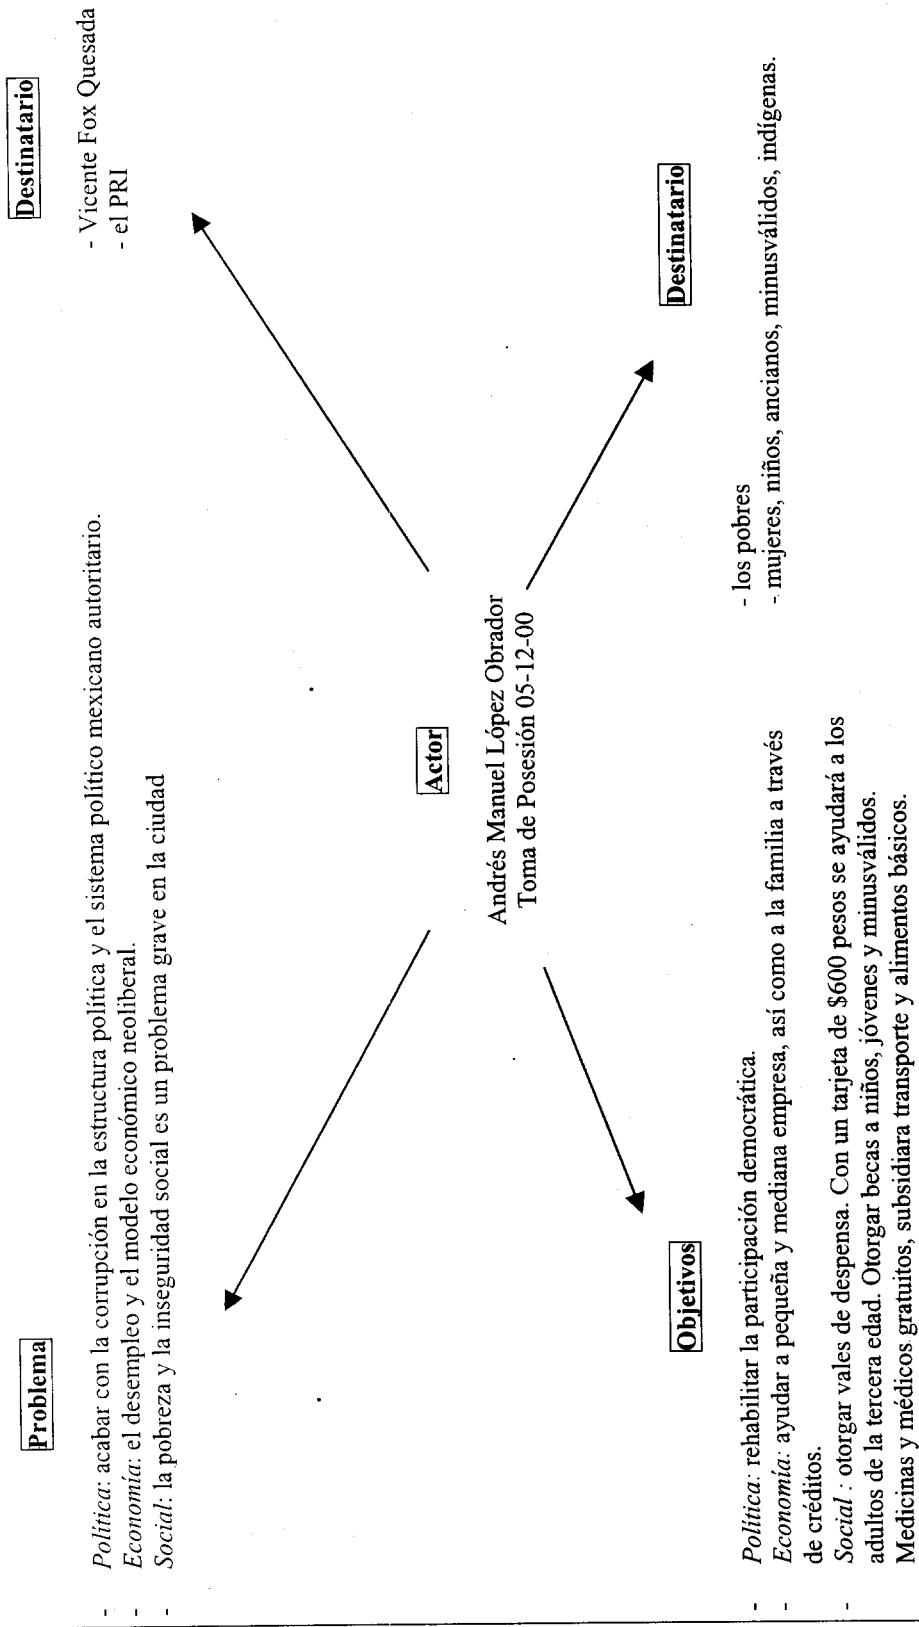 Problema
- Política: acabar con la corrupción en la estructura política y el sistema político mexicano autoritario.
- Economía: el desempleo y el modelo económico neoliberal.
- Social: la pobreza y la inseguridad social es un problema grave en la ciudad
Destinatario
- Vicente Fox Quesada
- el PRI
Actor
Andrés Manuel López Obrador
Toma de Posesión 05-12-00
Objetivos
- Política: rehabilitar la participación democrática.
- Economía: ayudar a pequeña y mediana empresa, así como a la familia a través
de créditos.
- Social : otorgar vales de despensa. Con un tarjeta de $600 pesos se ayudará a los
adultos de la tercera edad. Otorgar becas a niños, jóvenes y minusválidos.
Medicinas y médicos gratuitos, subsidiara transporte y alimentos básicos.
Destinatario
- los pobres
- mujeres, niños, ancianos, minusválidos, indígenas.